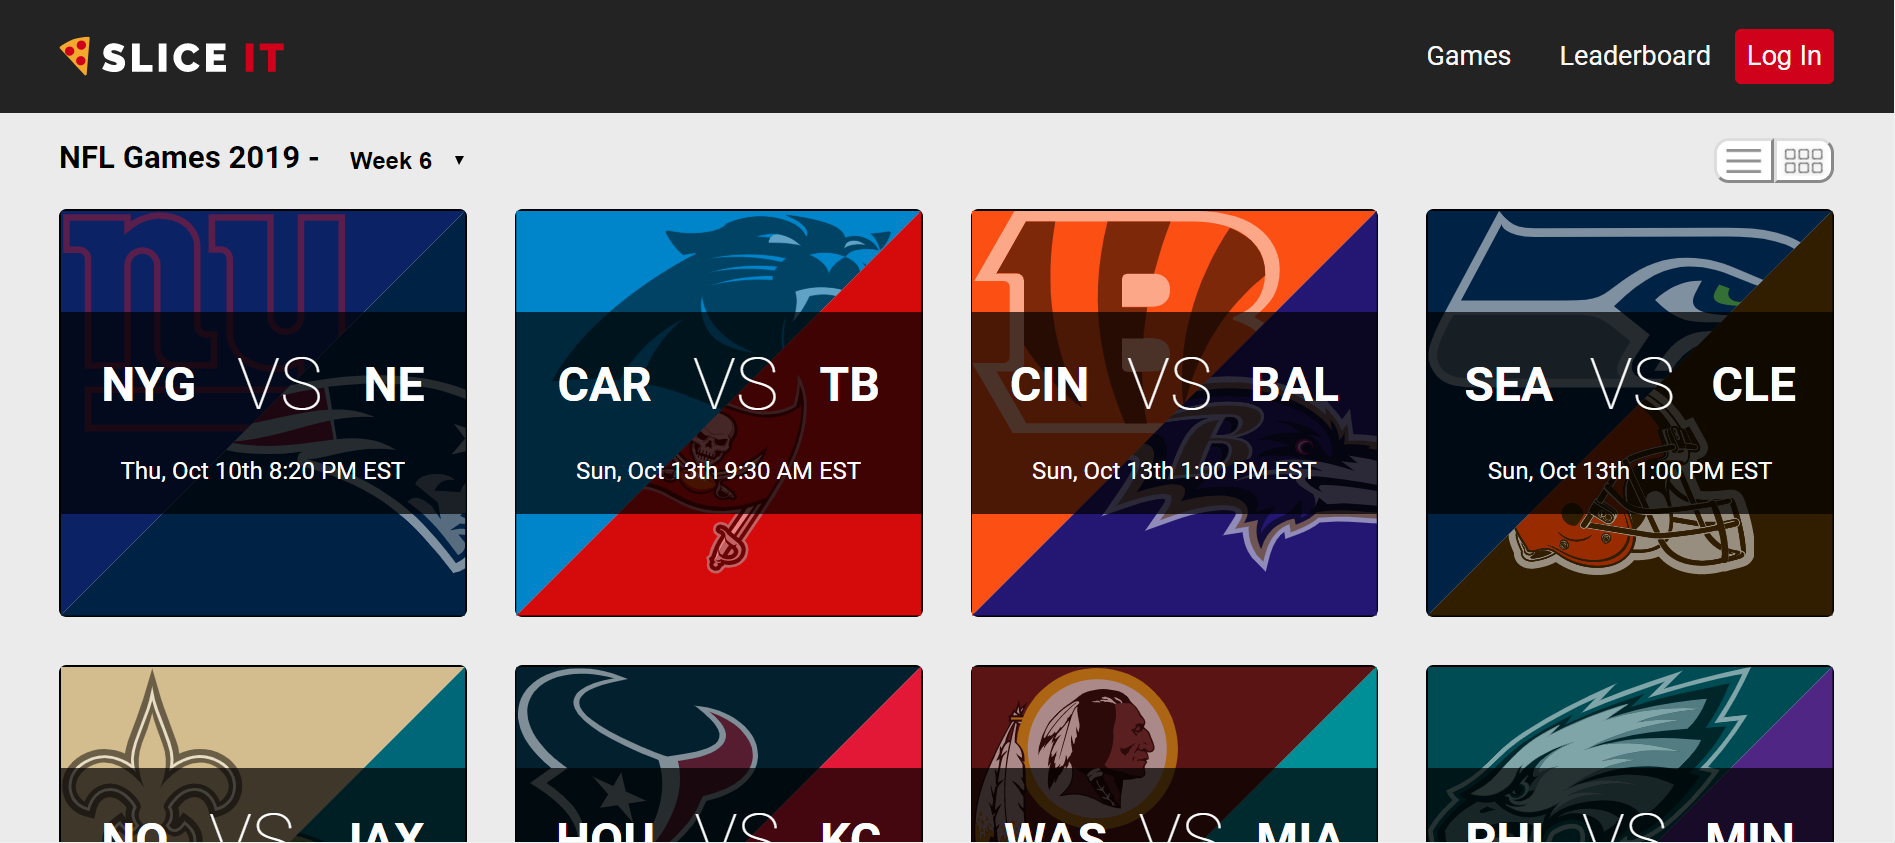 SLICE IT
Games
Leaderboard
Log In
NFL Games 2019 -
Week 6
NYG VS NE
Thu, Oct 10th 8:20 PM EST
CAR VS TB
Sun, Oct 13th 9:30 AM EST
CIN VS BAL
Sun, Oct 13th 1:00 PM EST
SEA VS CLE
Sun, Oct 13th 1:00 PM EST
NO VS JAX
HOU VS KC
WAS VS MIA
PHI VS MIN